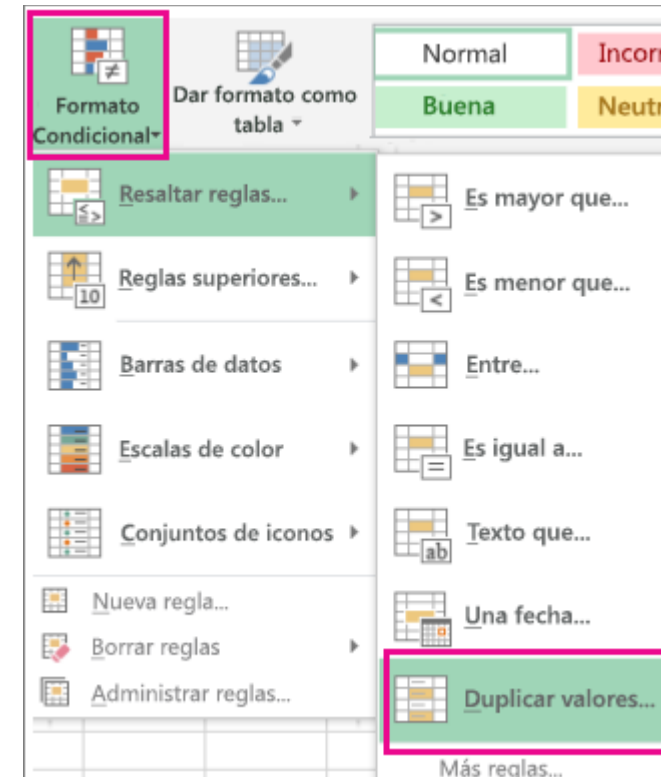 Formato
Condicional
Dar formato como
tabla
Normal
Buena
Resaltar reglas...
Reglas superiores...
10
Barras de datos
Escalas de color
Conjuntos de iconos
Nueva regla...
Borrar reglas
Administrar reglas...
Es mayor que...
Es menor que...
Entre...
Es igual a...
ab
Texto que...
Una fecha...
Duplicar valores...
Más reglas...